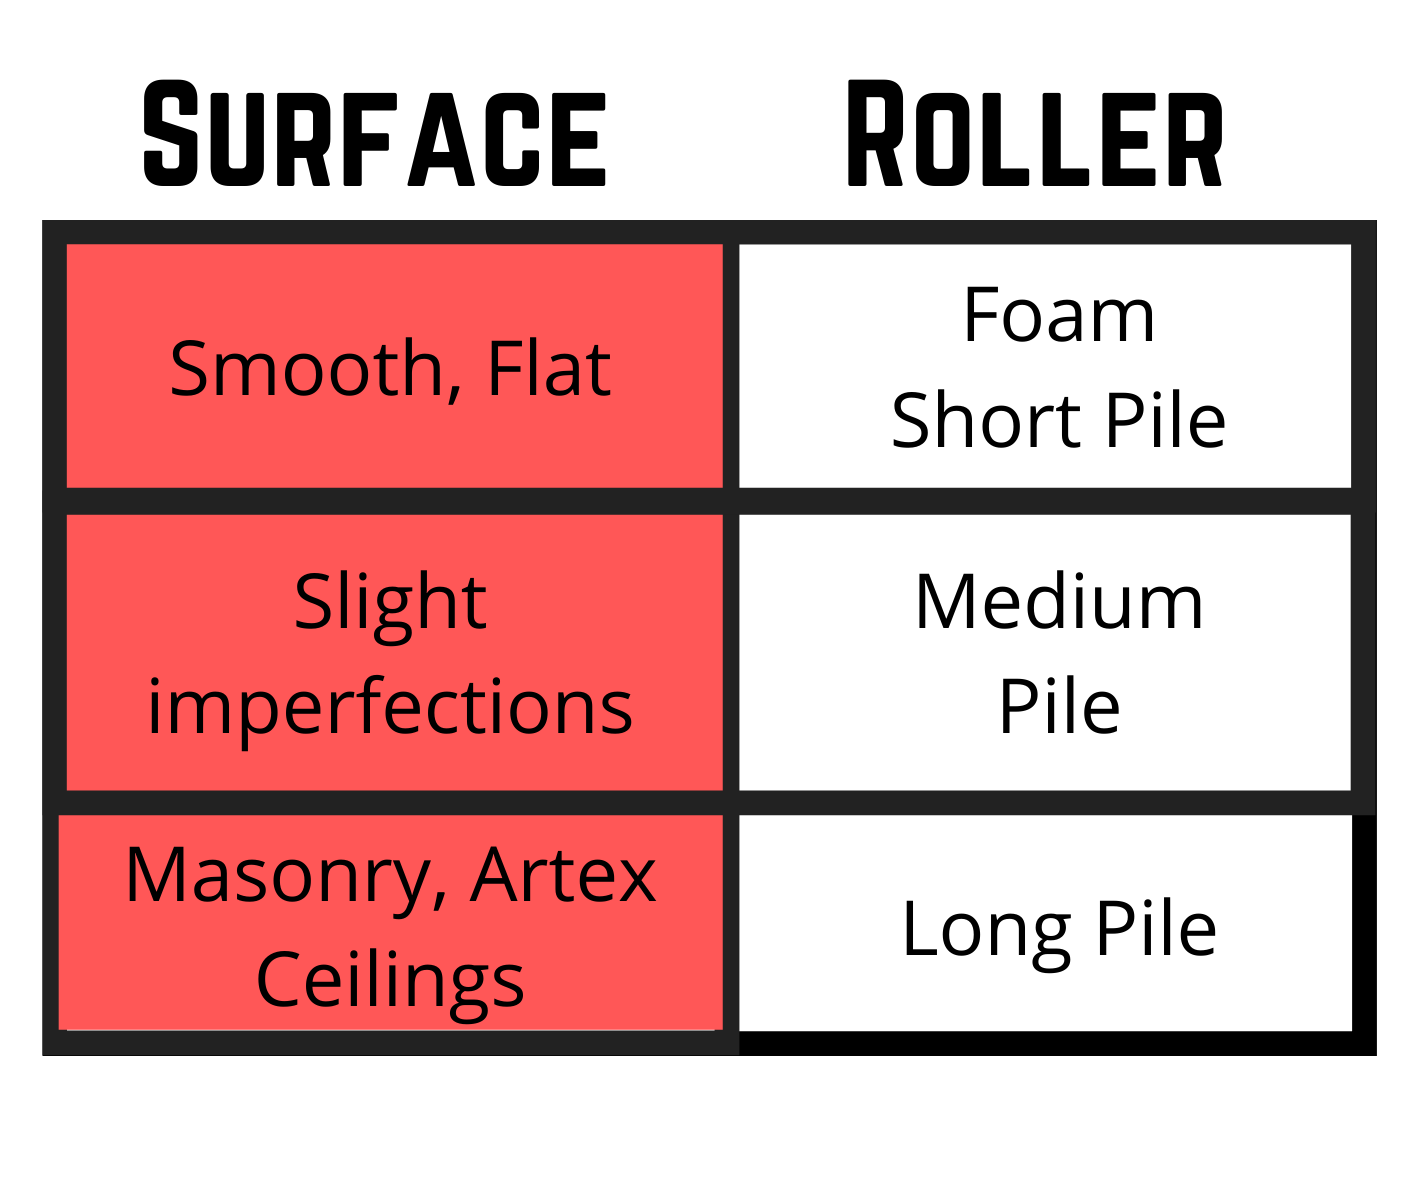 SURFACE
ROLLER
Smooth, Flat
Foam
Short Pile
Slight
imperfections
Medium
Pile
Masonry, Artex
Ceilings
Long Pile